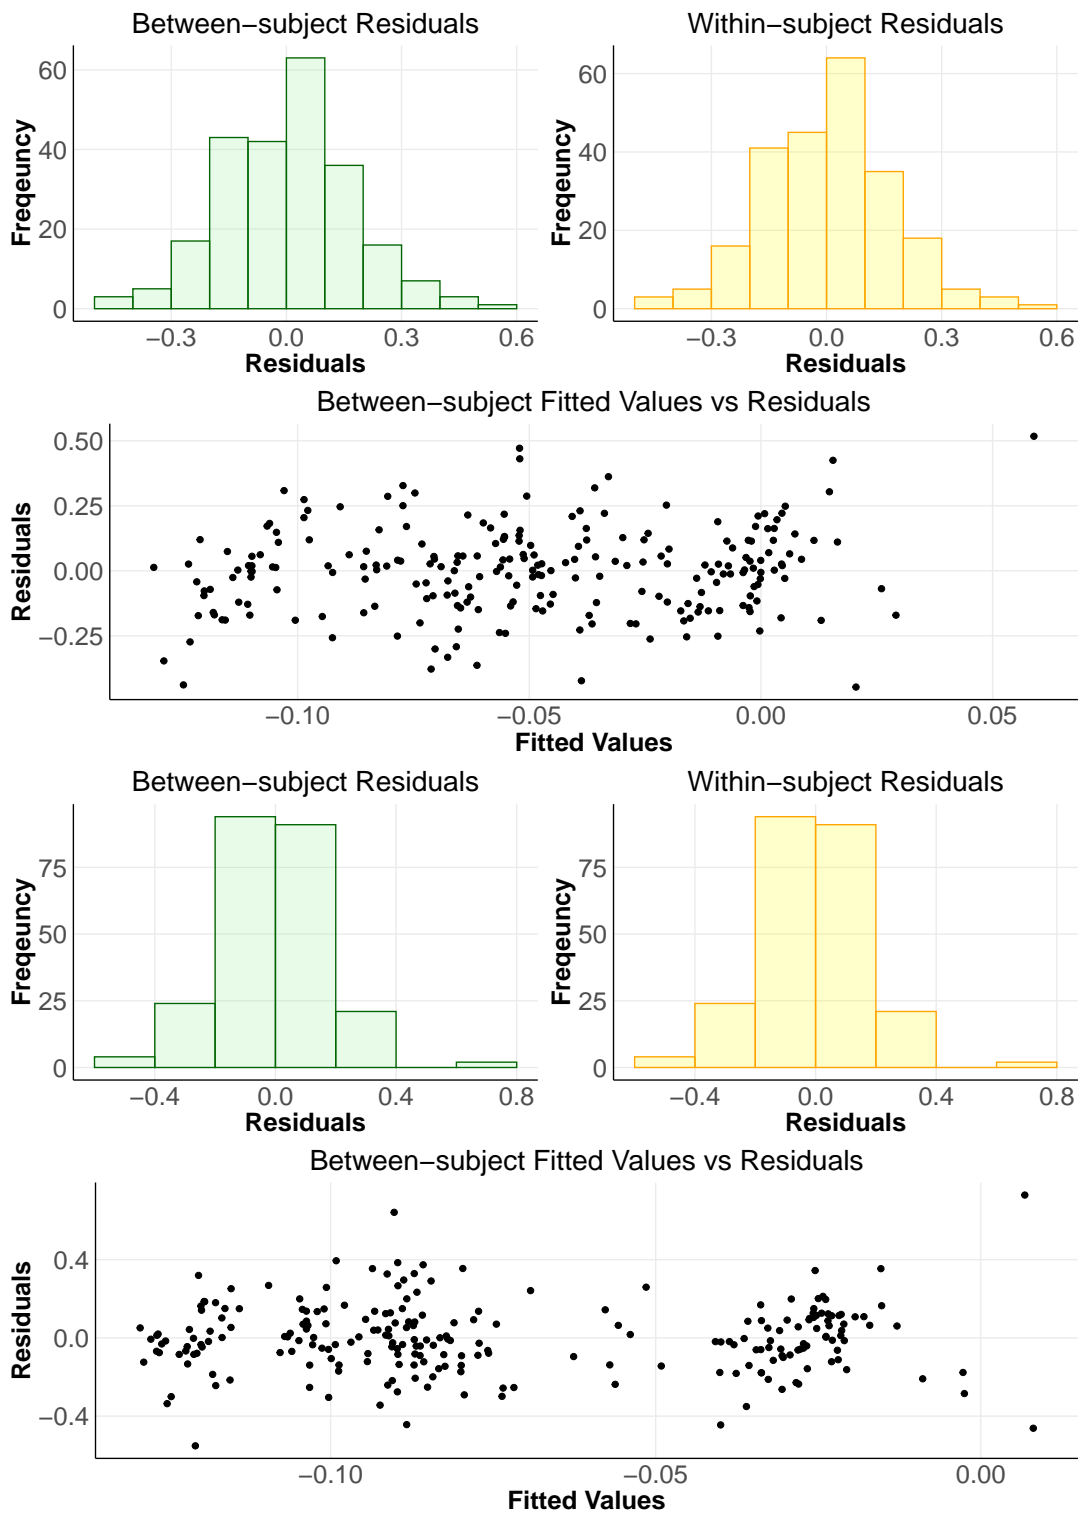 Between−subject Residuals
Within−subject Residuals
Freqeuncy
60
40
20
0
−0.3 0.0 0.3 0.6
Residuals
Freqeuncy
60
40
20
0
−0.3 0.0 0.3 0.6
Residuals
Between−subject Fitted Values vs Residuals
Residuals
0.50
0.25
0.00
−0.25
−0.10 −0.05 0.00 0.05
Fitted Values
Between−subject Residuals
Within−subject Residuals
Freqeuncy
75
50
25
0
−0.4 0.0 0.4 0.8
Residuals
Freqeuncy
75
50
25
0
−0.4 0.0 0.4 0.8
Residuals
Between−subject Fitted Values vs Residuals
Residuals
0.4
0.0
−0.4
−0.10 −0.05 0.00
Fitted Values